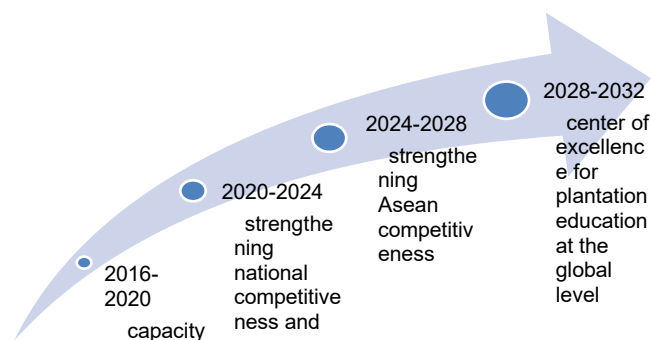 2016-
2020
capacity
2020-2024
strengthe
ning
national
competitive
ness and
2024-2028
strengthe
ning
Asean
competitiv
eness
2028-2032
center of
excellenc
e for
plantation
education
at the
global
level